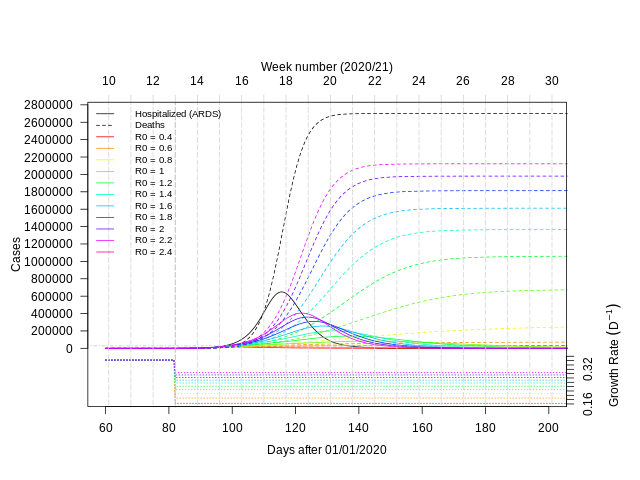 Week number (2020/21)
10 12 14 16 18 20 22 24 26 28 30
2800000
2600000
2400000
2200000
2000000
1800000
1600000
1400000
1200000
1000000
800000
600000
400000
200000
0
Cases
Hospitalized (ARDS)
Deaths
R0 = 0.4
R0 = 0.6
R0 = 0.8
R0 = 1
R0 = 1.2
R0 = 1.4
R0 = 1.6
R0 = 1.8
R0 = 2
R0 = 2.2
R0 = 2.4
0.16 0.32
Growth Rate (D⁻¹)
60 80 100 120 140 160 180 200
Days after 01/01/2020